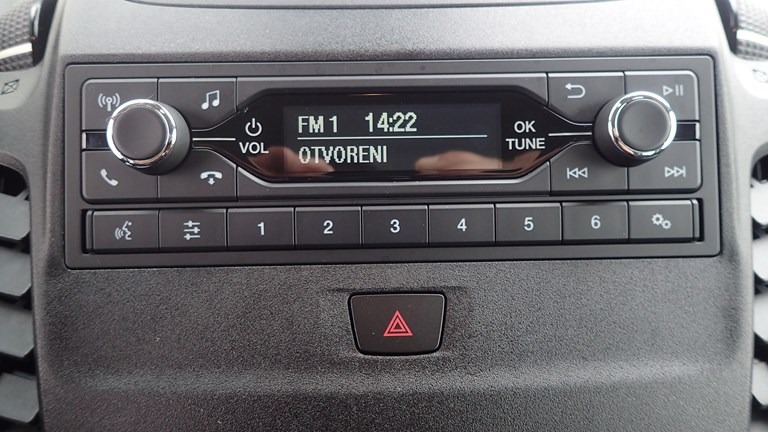 FM 1 14:22
OTVORENI
VOL
OK
TUNE
1 2 3 4 5 6